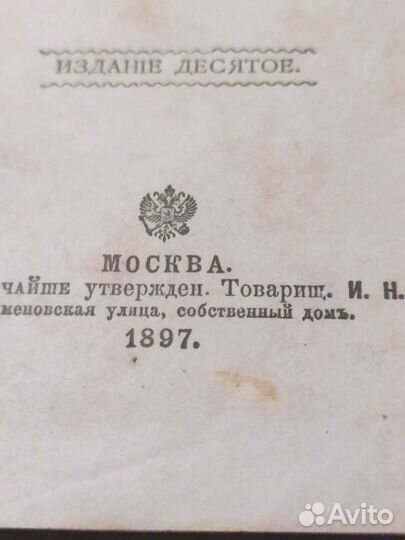 ИЗДАНІЕ ДЕСЯТОЕ.
МОСКВА.
чайше утвержден. Товарищ. И. Н.
меновская улица, собственный домъ.
1897.
Avito